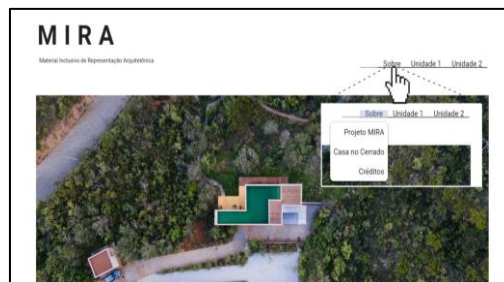 MIRA
Material Inclusivo de Representação Arquitetônica
Sobre Unidade 1 Unidade 2
Sobre Unidade 1 Unidade 2
Projeto MIRA
Casa no Cerrado
Créditos